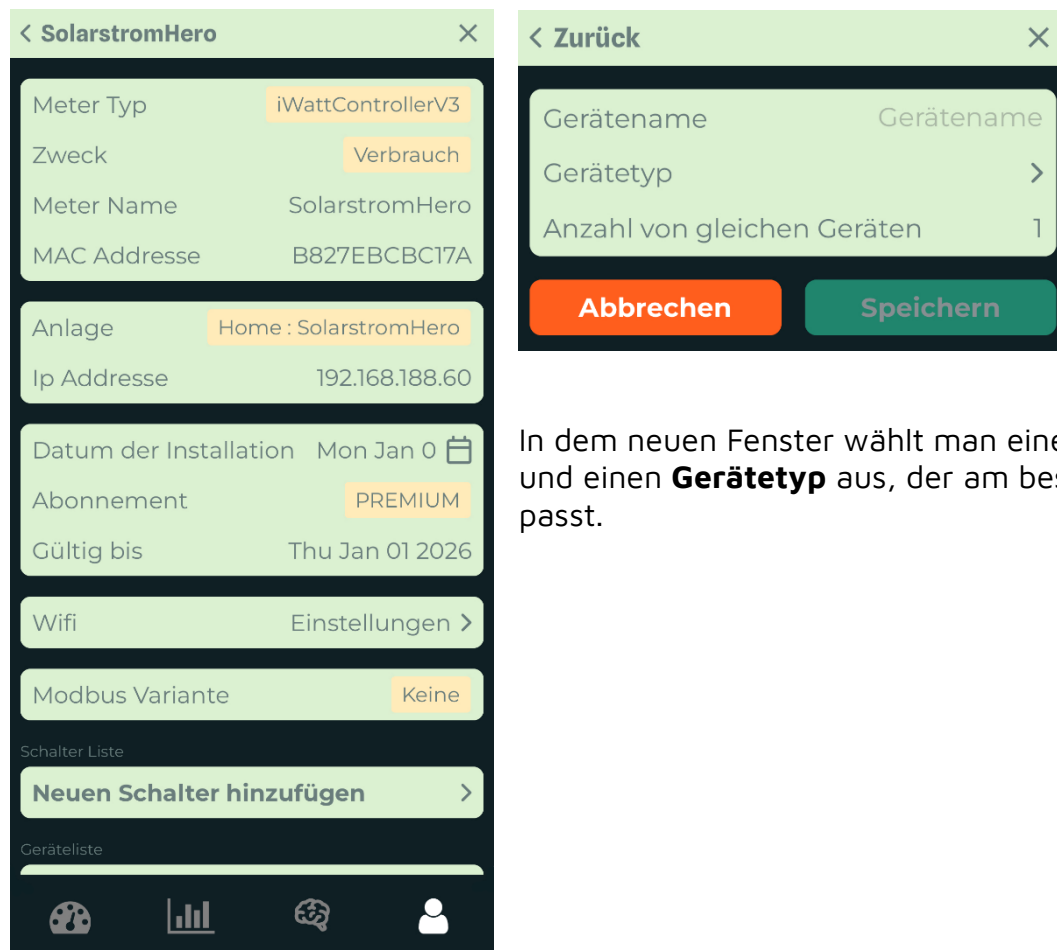 SolarstromHero
Meter Typ iWattControllerV3
Zweck Verbrauch
Meter Name SolarstromHero
MAC Addresse B827EBCBC17A
Anlage Home : SolarstromHero
Ip Addresse 192.168.188.60
Datum der Installation Mon Jan 0
Abonnement PREMIUM
Gültig bis Thu Jan 01 2026
Wifi Einstellungen
Modbus Variante Keine
Schalter Liste
Neuen Schalter hinzufügen
Geräteliste
Zurück
Gerätename Gerätename
Gerätetyp
Anzahl von gleichen Geräten 1
Abbrechen Speichern
In dem neuen Fenster wählt man eine
und einen Gerätetyp aus, der am bes
passt.